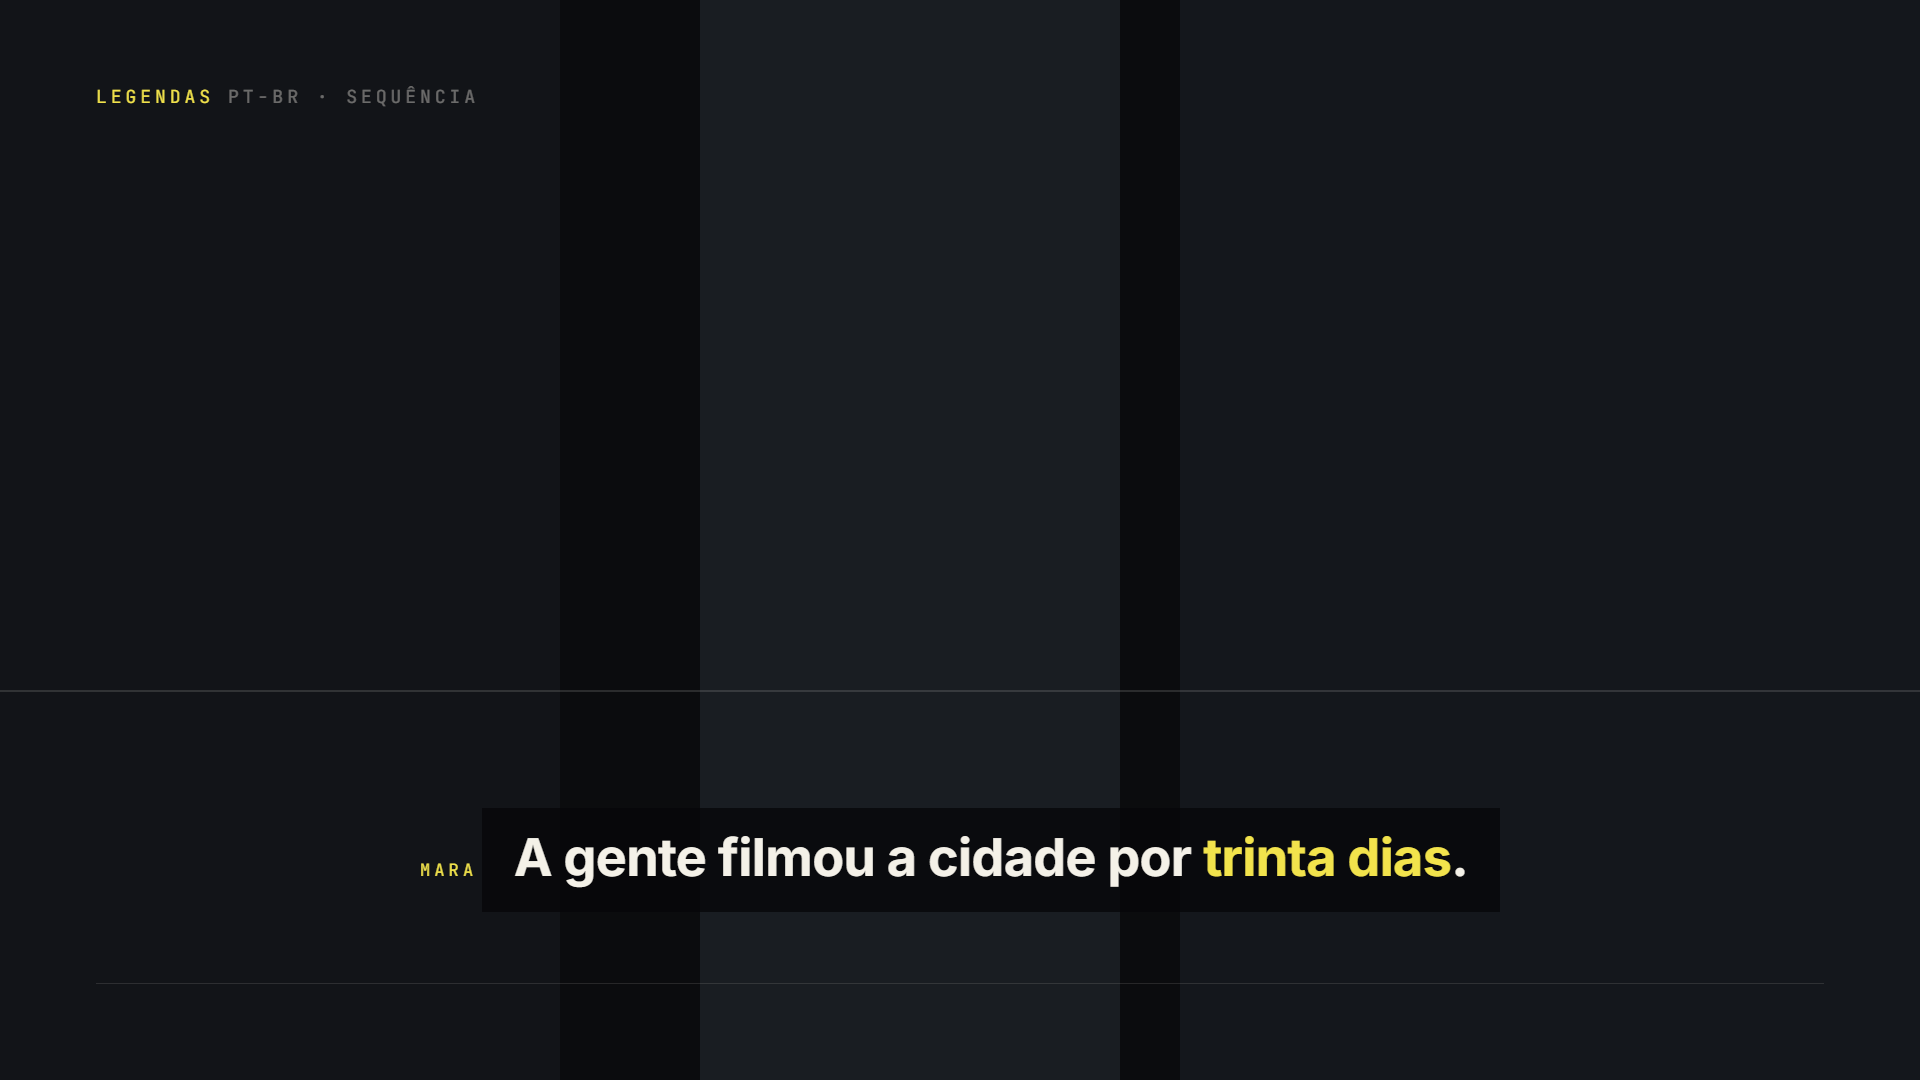 LEGENDAS PT-BR · SEQUÊNCIA
MARA A gente filmou a cidade por trinta dias.